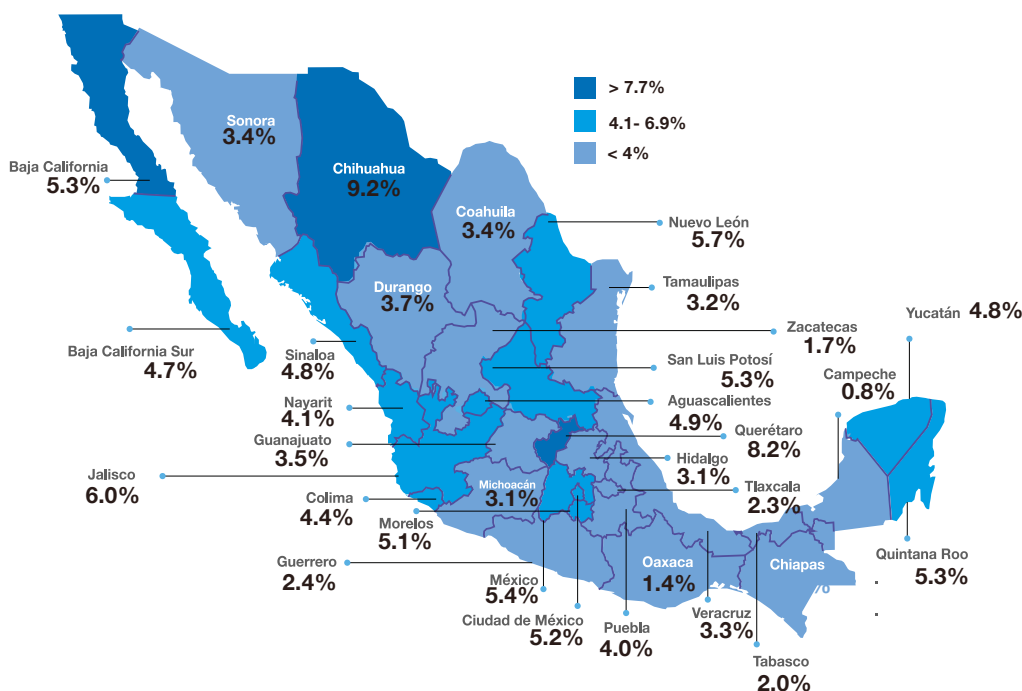 > 7.7%
4.1- 6.9%
< 4%
Sonora
3.4%
Chihuahua
9.2%
Baja California
5.3%
Coahuila
3.4%
Nuevo León
5.7%
Durango
3.7%
Tamaulipas
3.2%
Yucatán 4.8%
Zacatecas
1.7%
Baja California Sur
4.7%
Sinaloa
4.8%
San Luis Potosí
5.3%
Campeche
0.8%
Nayarit
4.1%
Aguascalientes
4.9%
Guanajuato
3.5%
Querétaro
8.2%
Hidalgo
3.1%
Jalisco
6.0%
Michoacán
3.1%
Tlaxcala
2.3%
Colima
4.4%
Morelos
5.1%
Quintana Roo
5.3%
Guerrero
2.4%
México
5.4%
Oaxaca
1.4%
Chiapas
%
Ciudad de México
5.2%
Puebla
4.0%
Veracruz
3.3%
Tabasco
2.0%